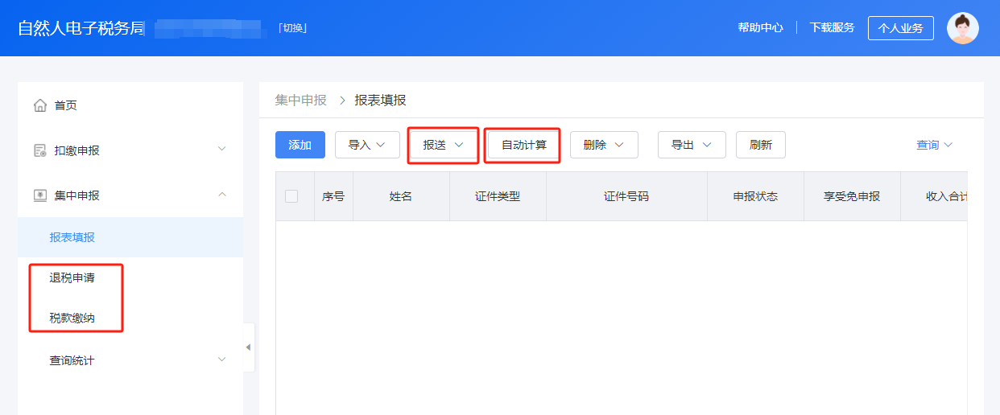 自然人电子税务局 「切换」 帮助中心 下载服务 个人业务
首页
扣缴申报
集中申报
报表填报
退税申请
税款缴纳
查询统计
集中申报 > 报表填报
添加 导入 报送 自动计算 删除 导出 刷新 查询
序号 姓名 证件类型 证件号码 申报状态 享受免申报 收入合计